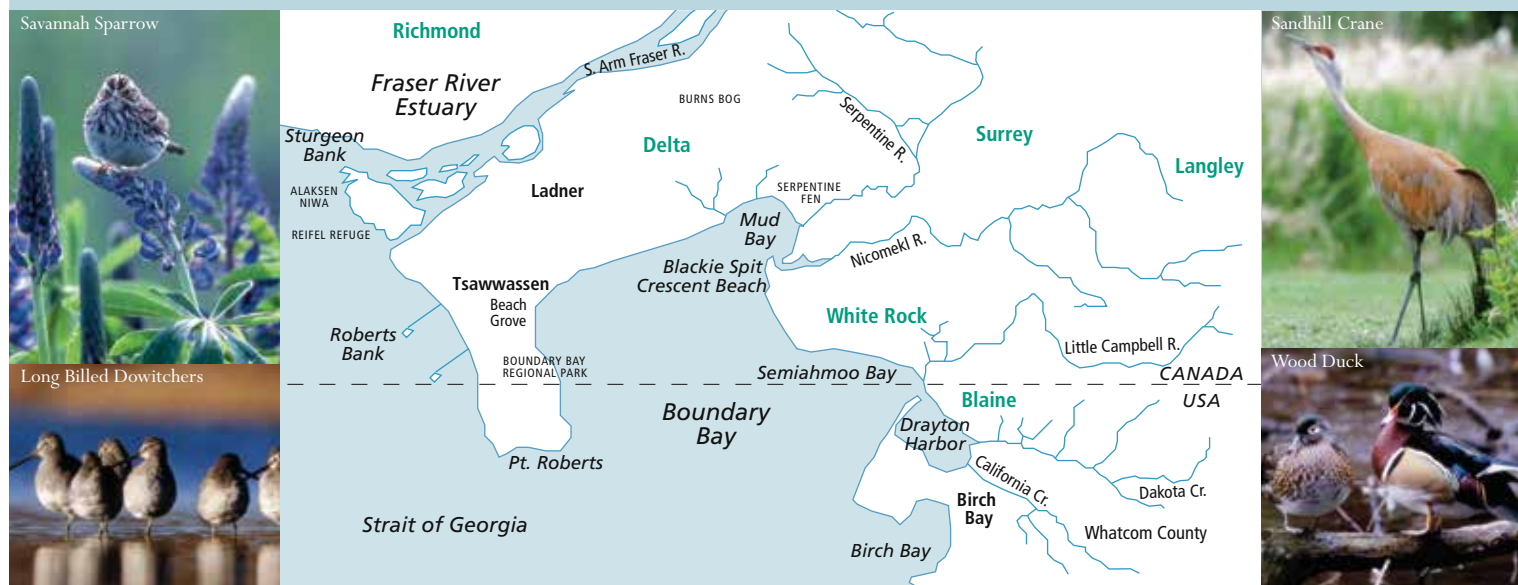 Savannah Sparrow
Long Billed Dowitchers
Richmond
Fraser River
Estuary
S. Arm Fraser R.
BURNS BOG
Sturgeon
Bank
Delta
Serpentine R.
Surrey
Langley
ALAKSEN
NIWA
Ladner
SERPENTINE
FEN
REIFEL REFUGE
Mud
Bay
Nicomekl R.
Blackie Spit
Crescent Beach
Tsawwassen
Beach
Grove
White Rock
Roberts
Bank
BOUNDARY BAY
REGIONAL PARK
Little Campbell R.
Semiahmoo Bay
CANADA
USA
Boundary
Bay
Blaine
Drayton
Harbor
Pt. Roberts
California Cr.
Dakota Cr.
Birch
Bay
Strait of Georgia
Whatcom County
Birch Bay
Sandhill Crane
Wood Duck